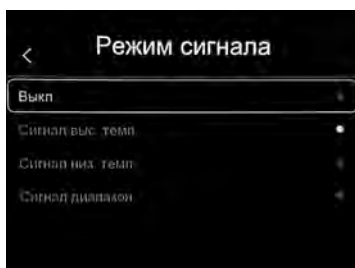 Режим сигнала
Выкл
Сигнал выс. темп
Сигнал низ. темп
Сигнал диапазон